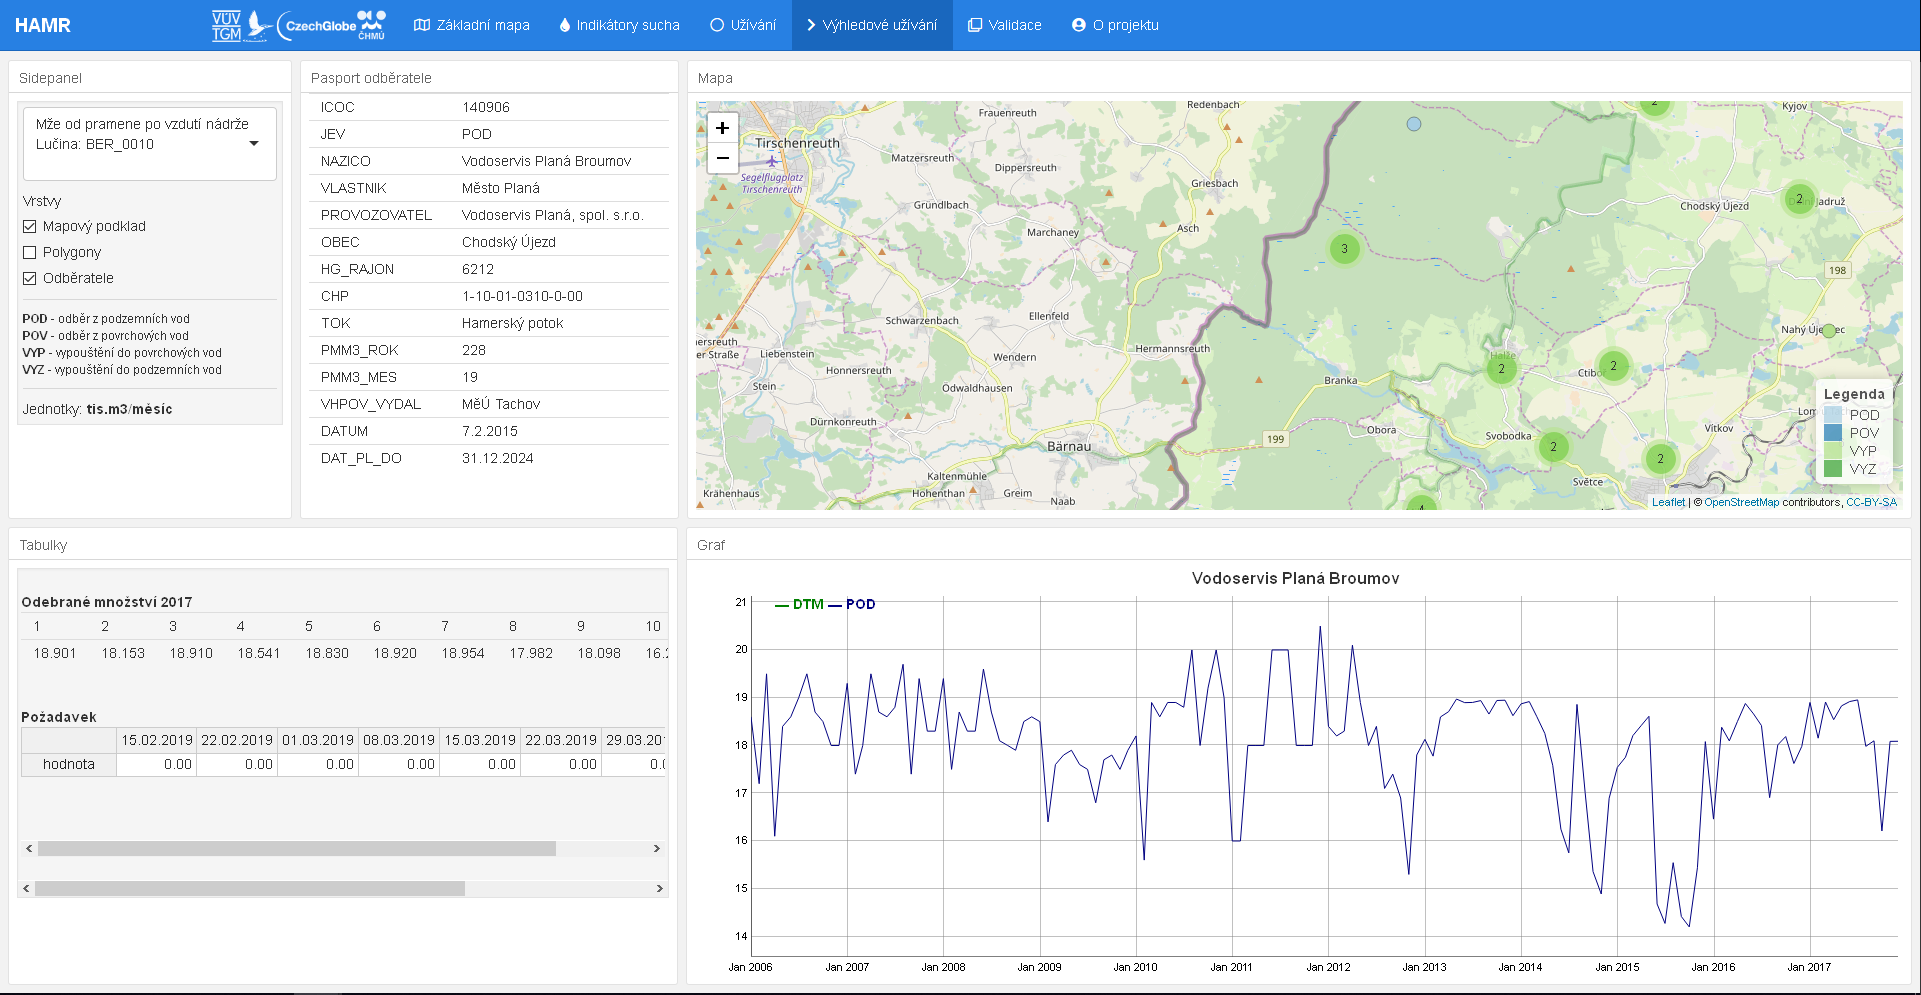 HAMR
VÚV
TGM
CzechGlobe
ČHMÚ
Základní mapa
Indikátory sucha
Užívání
Výhledové užívání
Validace
O projektu
Sidepanel
Mže od pramene po vzdutí nádrže
Lučina: BER_0010
Vrstvy
Mapový podklad
Polygony
Odběratele
POD - odběr z podzemních vod
POV - odběr z povrchových vod
VYP - vypouštění do povrchových vod
VYZ - vypouštění do podzemních vod
Jednotky: tis.m3/měsíc
Pasport odběratele
ICOC 140906
JEV POD
NAZICO Vodoservis Planá Broumov
VLASTNIK Město Planá
PROVOZOVATEL Vodoservis Planá, spol. s.r.o.
OBEC Chodský Újezd
HG_RAJON 6212
CHP 1-10-01-0310-0-00
TOK Hamerský potok
PMM3_ROK 228
PMM3_MES 19
VHPOV_VYDAL MěÚ Tachov
DATUM 7.2.2015
DAT_PL_DO 31.12.2024
Mapa
+
−
Redenbach
Kyjov
2
Frauenreuth
Tirschenreuth
Matzersreuth
Dippersreuth
Segelflugplatz
Tirschenreuth
Griesbach
Gründlbach
Chodský Újezd
2
Marchaney
Asch
3
198
Schwarzenbach
Ellenfeld
Nahý Újezdec
Liebenstein
Hermannsreuth
Wendern
Halže
2
2
Honnersreuth
Stein
Ödwaldhausen
Branka
Dürnkonreuth
Obora
Svobodka
Vítkov
199
Bärnau
2
2
Kaltenmühle
Světce
Krähenhaus
Hohenthan
Greim
Naab
4
Legenda
POD
POV
VYP
VYZ
Leaflet | © OpenStreetMap contributors, CC-BY-SA
Tabulky
Odebrané množství 2017
1 2 3 4 5 6 7 8 9 10
18.901 18.153 18.910 18.541 18.830 18.920 18.954 17.982 18.098 16.2
Požadavek
15.02.2019 22.02.2019 01.03.2019 08.03.2019 15.03.2019 22.03.2019 29.03.201
hodnota 0.00 0.00 0.00 0.00 0.00 0.00 0.0
Graf
Vodoservis Planá Broumov
DTM POD
21
20
19
18
17
16
15
14
Jan 2006 Jan 2007 Jan 2008 Jan 2009 Jan 2010 Jan 2011 Jan 2012 Jan 2013 Jan 2014 Jan 2015 Jan 2016 Jan 2017